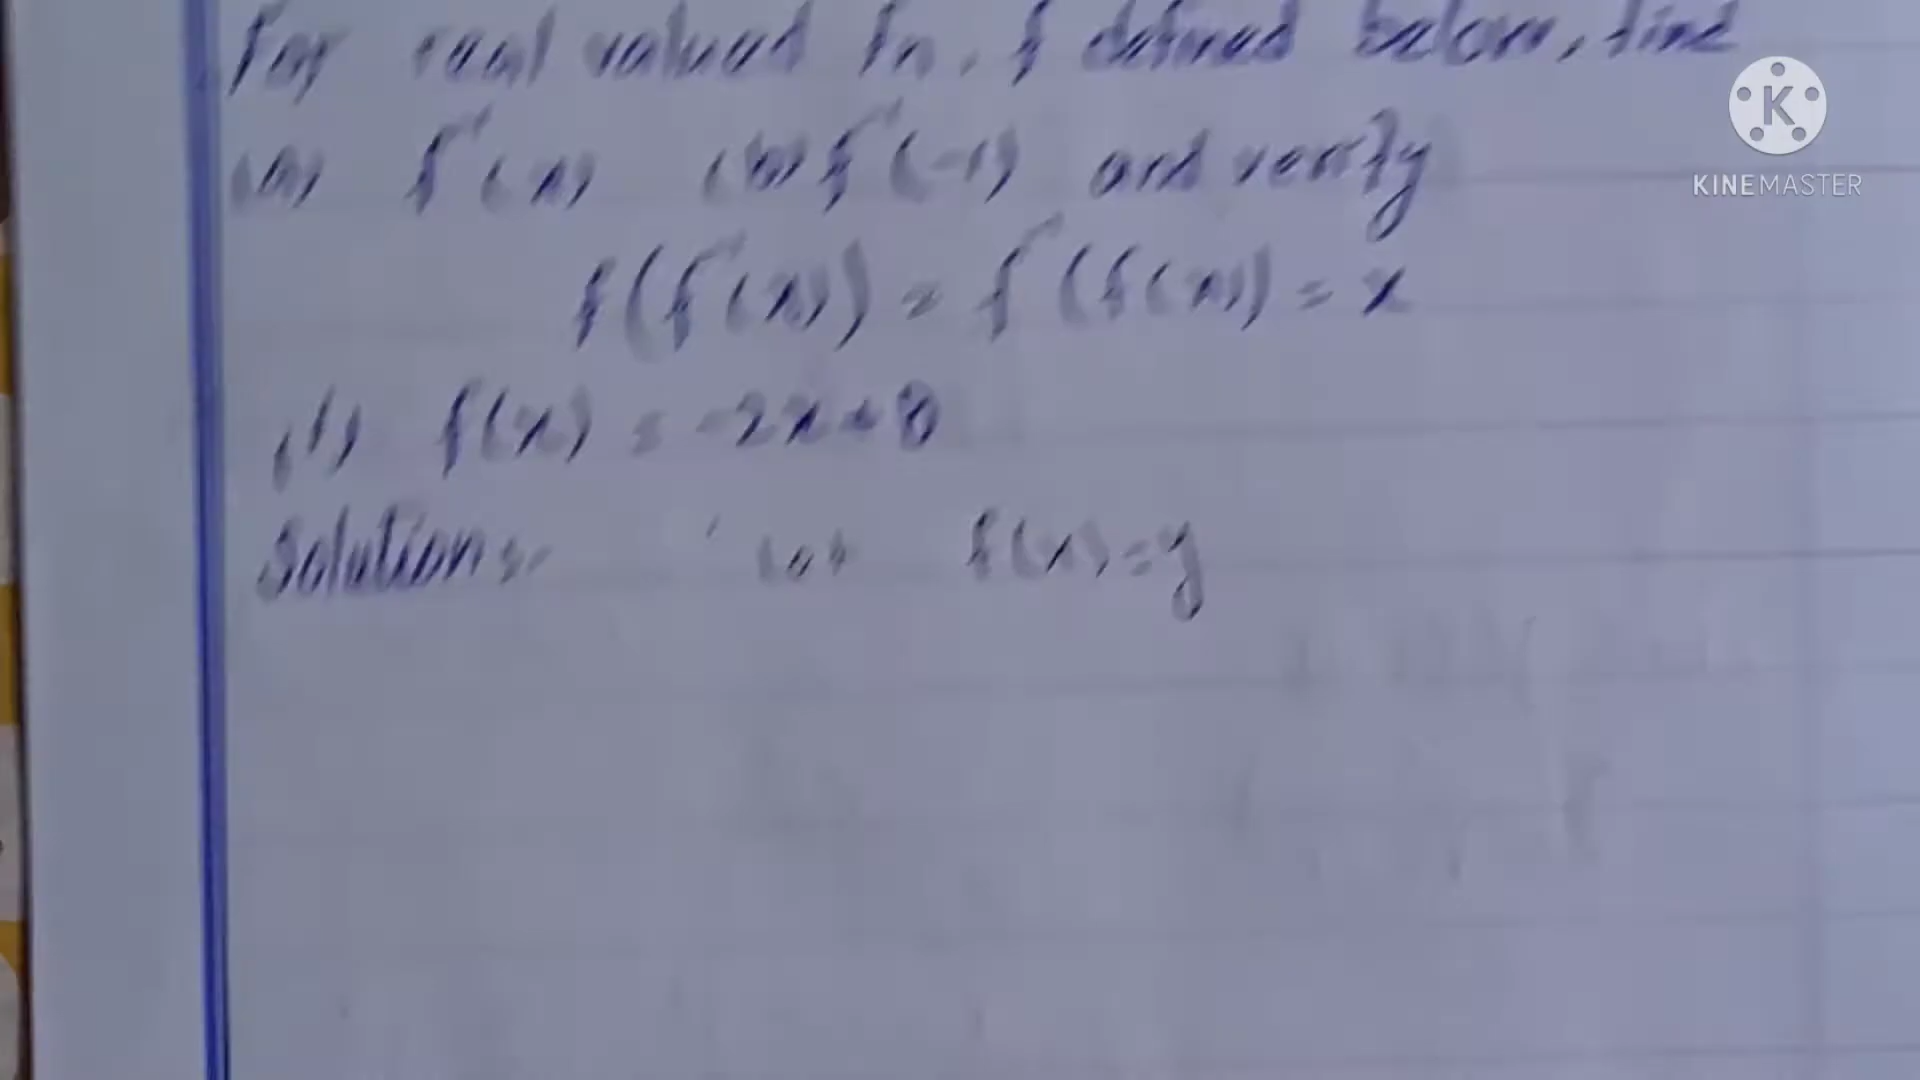 For real valued fn, f defined below, find
(a) f⁻¹(x) (b) f⁻¹(-1) and verify
f(f⁻¹(x)) = f⁻¹(f(x)) = x
(i) f(x) = -2x+8
Solution:- Let f(x)=y
K
KINEMASTER